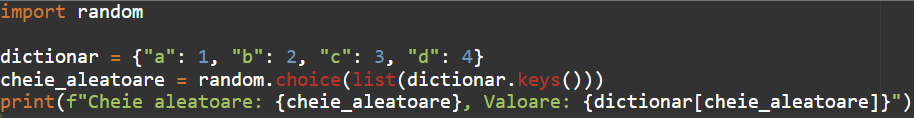 import random
dictionar = {"a": 1, "b": 2, "c": 3, "d": 4}
cheie_aleatoare = random.choice(list(dictionar.keys()))
print(f"Cheie aleatoare: {cheie_aleatoare}, Valoare: {dictionar[cheie_aleatoare]}")